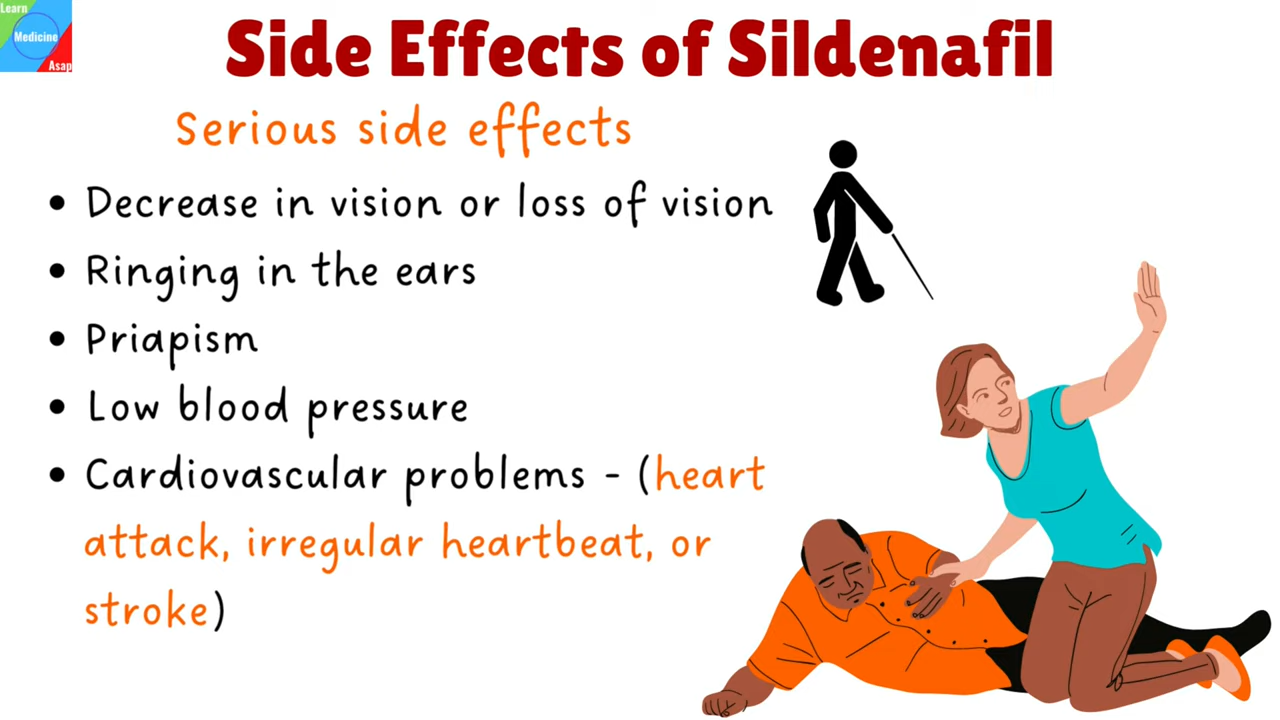 Learn
Medicine
Asap
Side Effects of Sildenafil
Serious side effects
• Decrease in vision or loss of vision
• Ringing in the ears
• Priapism
• Low blood pressure
• Cardiovascular problems - (heart
attack, irregular heartbeat, or
stroke)